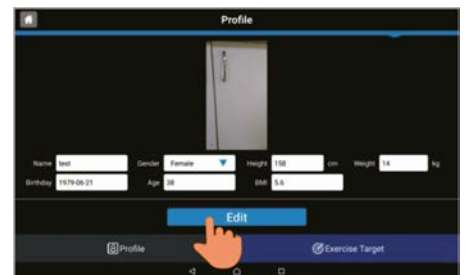 Profile
Name test Gender Female Height 158 cm Weight 14 kg
Birthday 1979-06-21 Age 38 BMI 5.6
Edit
Profile Exercise Target